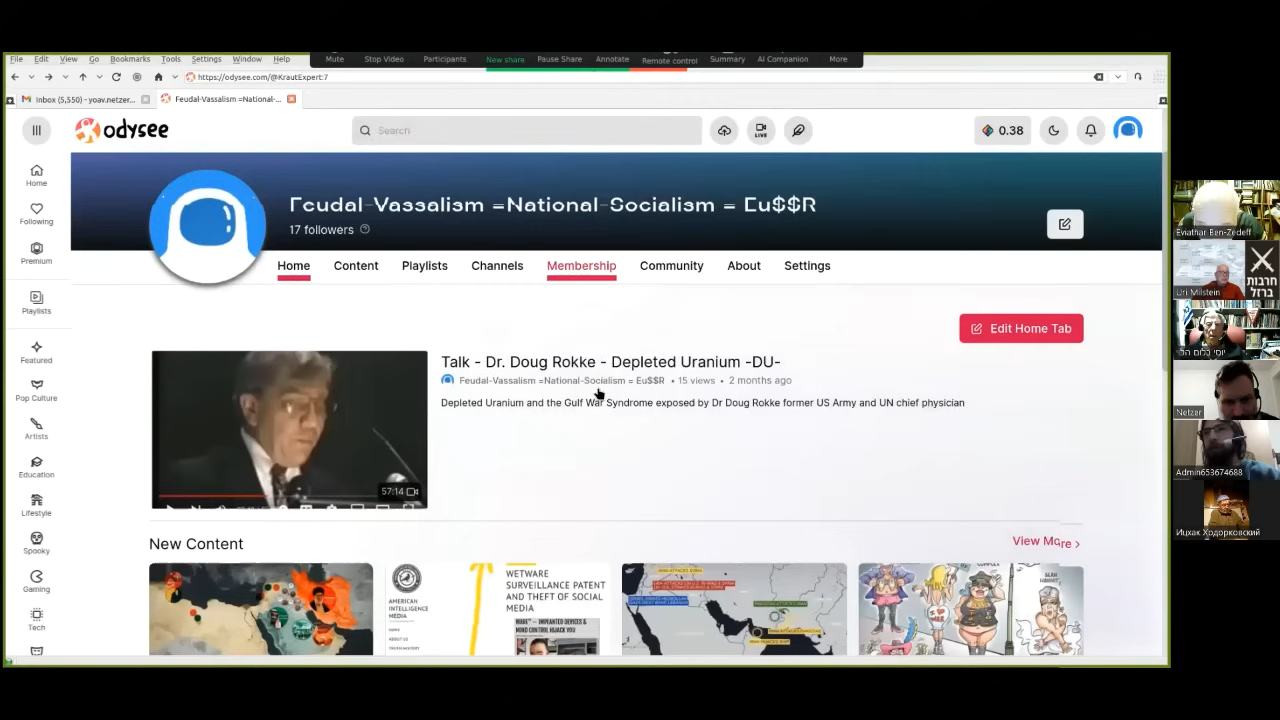 File Edit View Go Bookmarks Tools Settings Window Help
Mute Stop Video Participants New share Pause Share Annotate Remote control Summary AI Companion More
https://odysee.com/@KrautExpert:7
Inbox (5,550) - yoav.netzer...
Feudal-Vassalism =National-...
odysee
Search
LIVE
0.38
Feudal-Vassalism =National-Socialism = Eu$$R
17 followers
Home Content Playlists Channels Membership Community About Settings
Home
Following
Premium
Playlists
Featured
Pop Culture
Artists
Education
Lifestyle
Spooky
Gaming
Tech
Edit Home Tab
57:14
Talk - Dr. Doug Rokke - Depleted Uranium -DU-
Feudal-Vassalism =National-Socialism = Eu$$R • 15 views • 2 months ago
Depleted Uranium and the Gulf War Syndrome exposed by Dr Doug Rokke former US Army and UN chief physician
New Content
View More >
AMERICAN
INTELLIGENCE
MEDIA
WETWARE
SURVEILLANCE PATENT
AND THEFT OF SOCIAL
MEDIA
Eviathar Ben-Zedeff
Uri Milstein
חרבות
ברזל
יוסי בלום הל
Netzer
Admin653674688
Ицхак Ходорковский